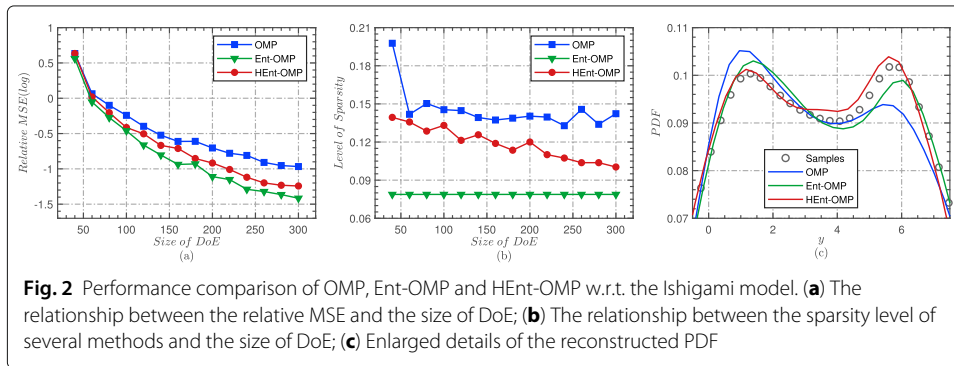 OMP
Ent-OMP
HEnt-OMP
1
0.5
0
-0.5
-1
-1.5
Relative MSE(log)
50 100 150 200 250 300
Size of DoE
(a)
OMP
Ent-OMP
HEnt-OMP
0.21
0.18
0.15
0.12
0.09
0.06
Level of Sparsity
50 100 150 200 250 300
Size of DoE
(b)
0.11
0.1
0.09
0.08
0.07
PDF
Samples
OMP
Ent-OMP
HEnt-OMP
0 2 4 6
y
(c)
Fig. 2 Performance comparison of OMP, Ent-OMP and HEnt-OMP w.r.t. the Ishigami model. (a) The
relationship between the relative MSE and the size of DoE; (b) The relationship between the sparsity level of
several methods and the size of DoE; (c) Enlarged details of the reconstructed PDF